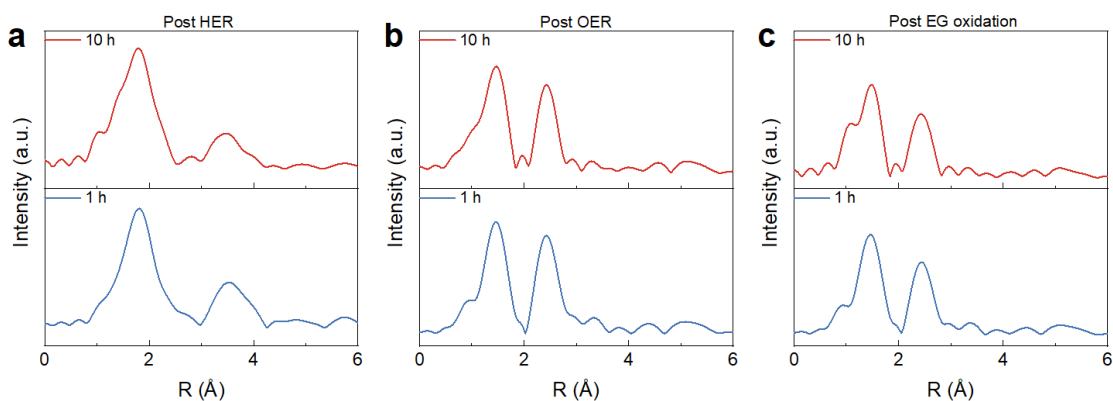 a
Post HER
10 h
1 h
Intensity (a.u.)
0 2 4 6
R (Å)
b
Post OER
10 h
1 h
Intensity (a.u.)
0 2 4 6
R (Å)
c
Post EG oxidation
10 h
1 h
Intensity (a.u.)
0 2 4 6
R (Å)